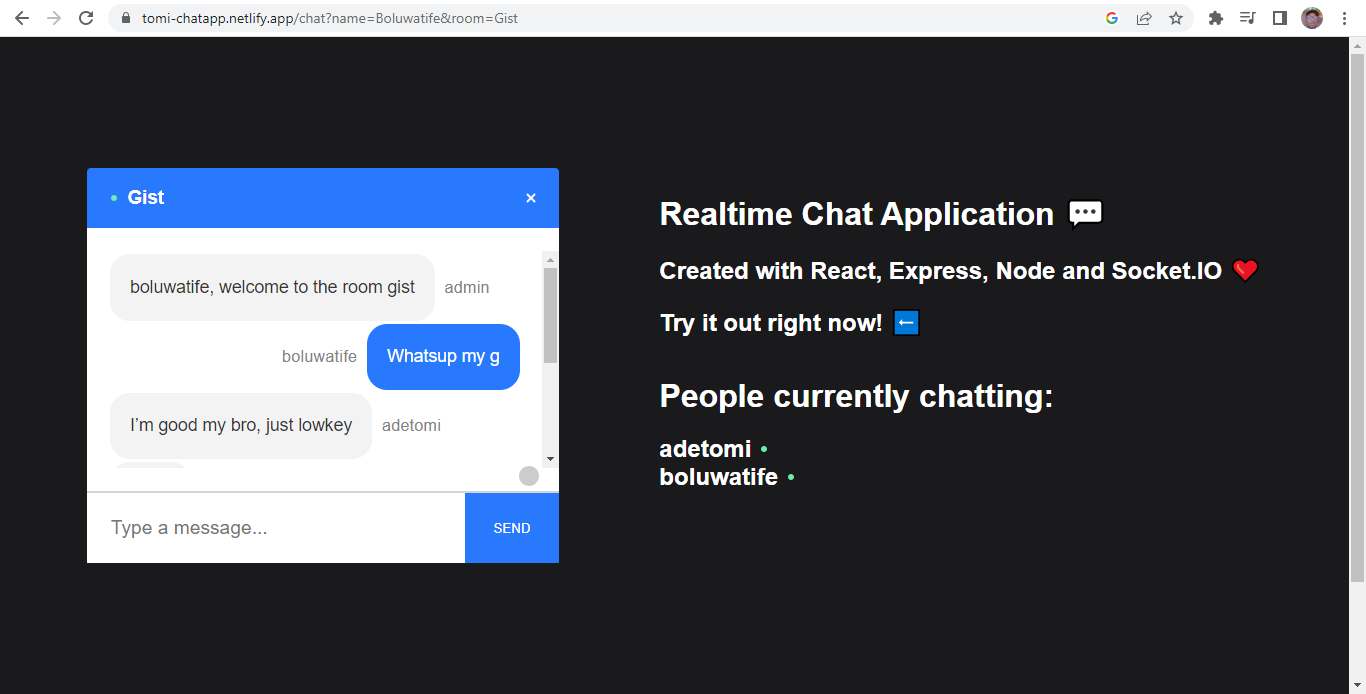 tomi-chatapp.netlify.app/chat?name=Boluwatife&room=Gist
Gist
×
boluwatife, welcome to the room gist admin
boluwatife Whatsup my g
I’m good my bro, just lowkey adetomi
Type a message...
SEND
Realtime Chat Application 💬
Created with React, Express, Node and Socket.IO ❤️
Try it out right now! ⬅️
People currently chatting:
adetomi
boluwatife